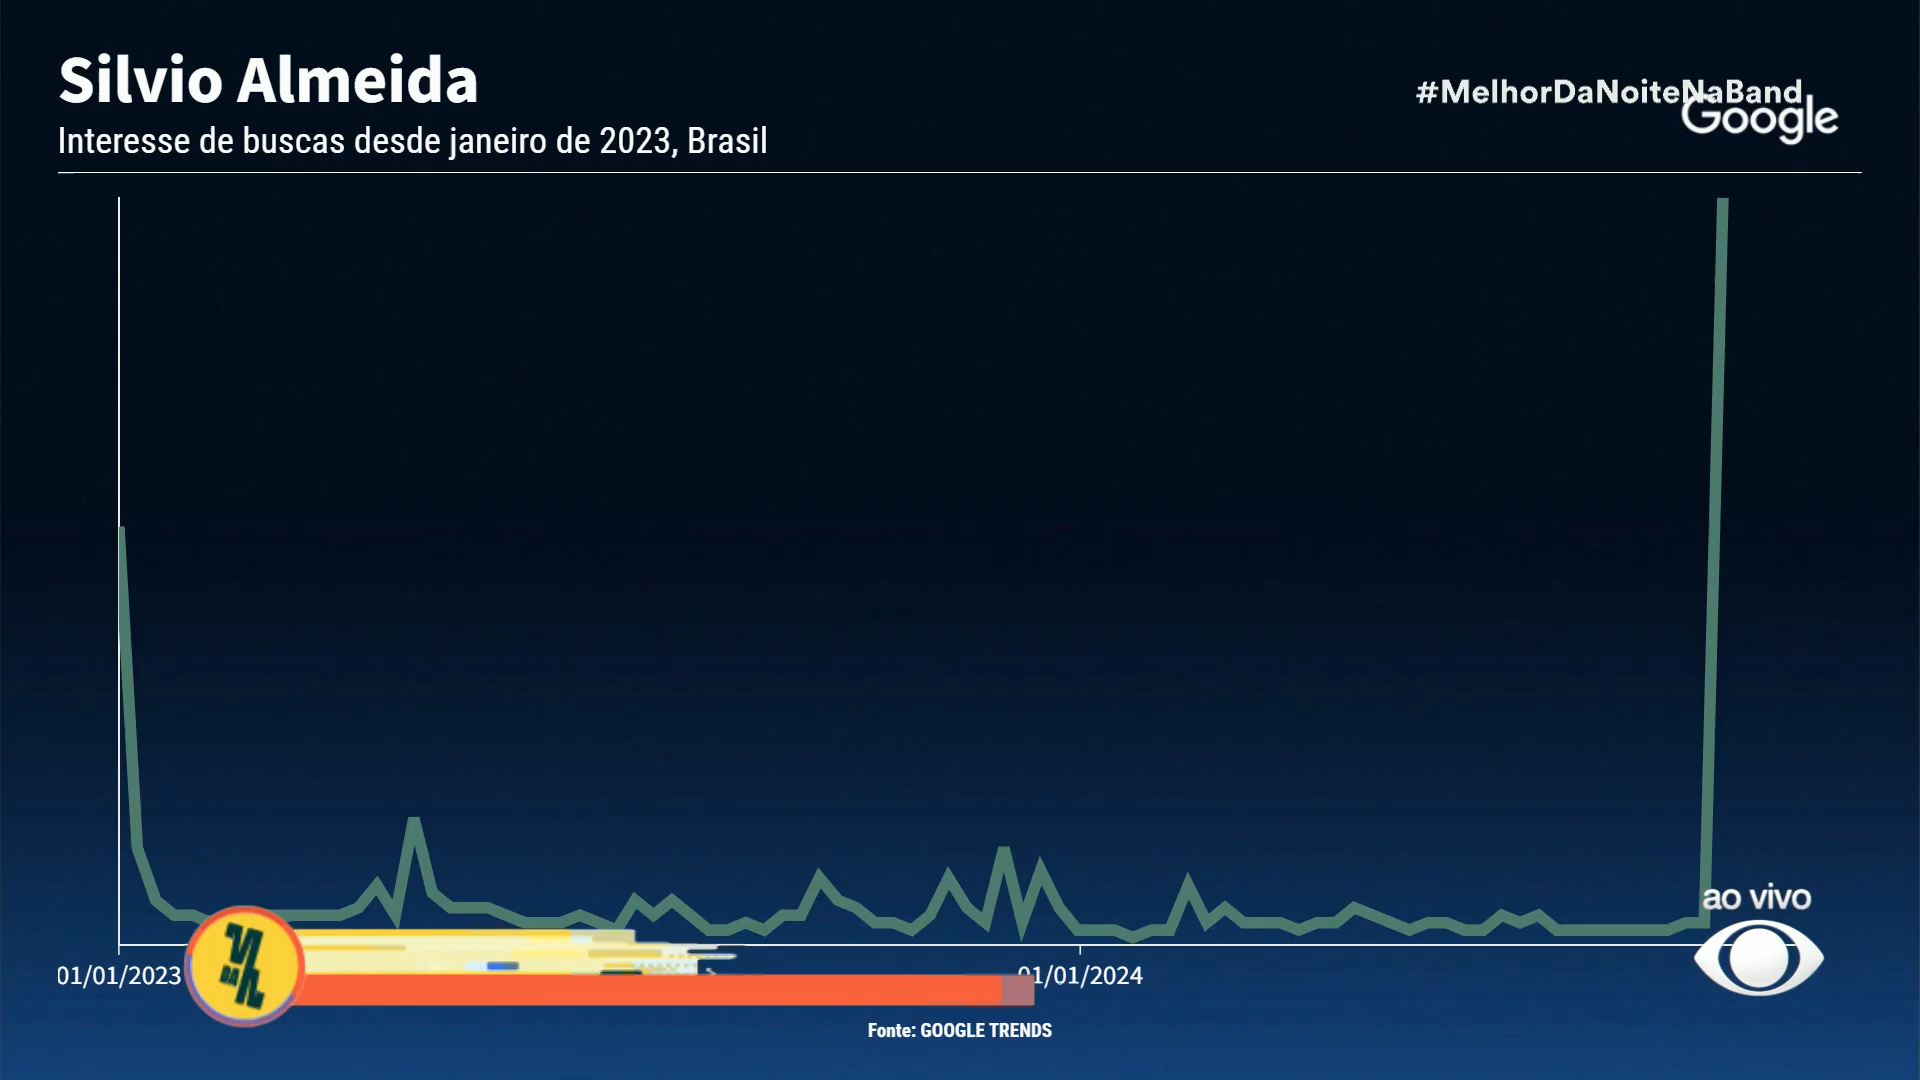 Silvio Almeida
Interesse de buscas desde janeiro de 2023, Brasil
#MelhorDaNoiteNaBand
Google
ao vivo
01/01/2023
01/01/2024
Fonte: GOOGLE TRENDS